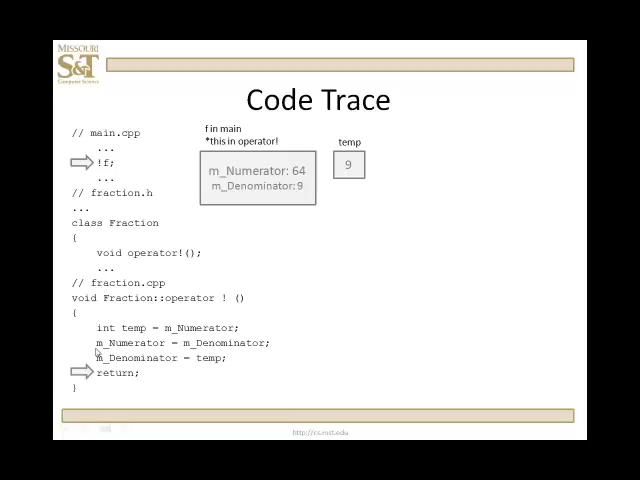 MISSOURI
S&T
Computer Science
Code Trace
// main.cpp
...
!f;
...
// fraction.h
...
class Fraction
{
void operator!();
...
// fraction.cpp
void Fraction::operator ! ()
{
int temp = m_Numerator;
m_Numerator = m_Denominator;
m_Denominator = temp;
return;
}
f in main
*this in operator!
m_Numerator: 64
m_Denominator: 9
temp
9
http://cs.mst.edu